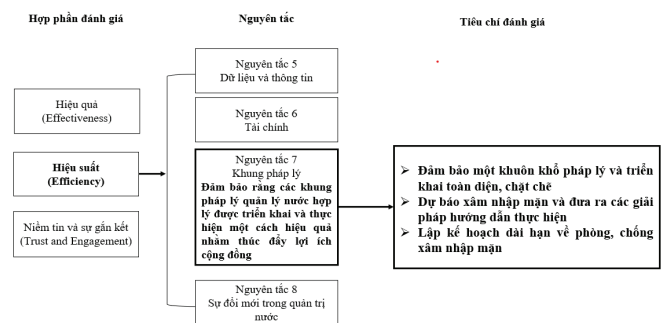 Hợp phần đánh giá
Nguyên tắc
Tiêu chí đánh giá
Hiệu quả
(Effectiveness)
Hiệu suất
(Efficiency)
Niềm tin và sự gắn kết
(Trust and Engagement)
Nguyên tắc 5
Dữ liệu và thông tin
Nguyên tắc 6
Tài chính
Nguyên tắc 7
Khung pháp lý
Đảm bảo rằng các khung
pháp lý quản lý nước hợp
lý được triển khai và thực
hiện một cách hiệu quả
nhằm thúc đẩy lợi ích
cộng đồng
Nguyên tắc 8
Sự đổi mới trong quản trị
nước
➢ Đảm bảo một khuôn khổ pháp lý và triển
khai toàn diện, chặt chẽ
➢ Dự báo xâm nhập mặn và đưa ra các giải
pháp hướng dẫn thực hiện
➢ Lập kế hoạch dài hạn về phòng, chống
xâm nhập mặn